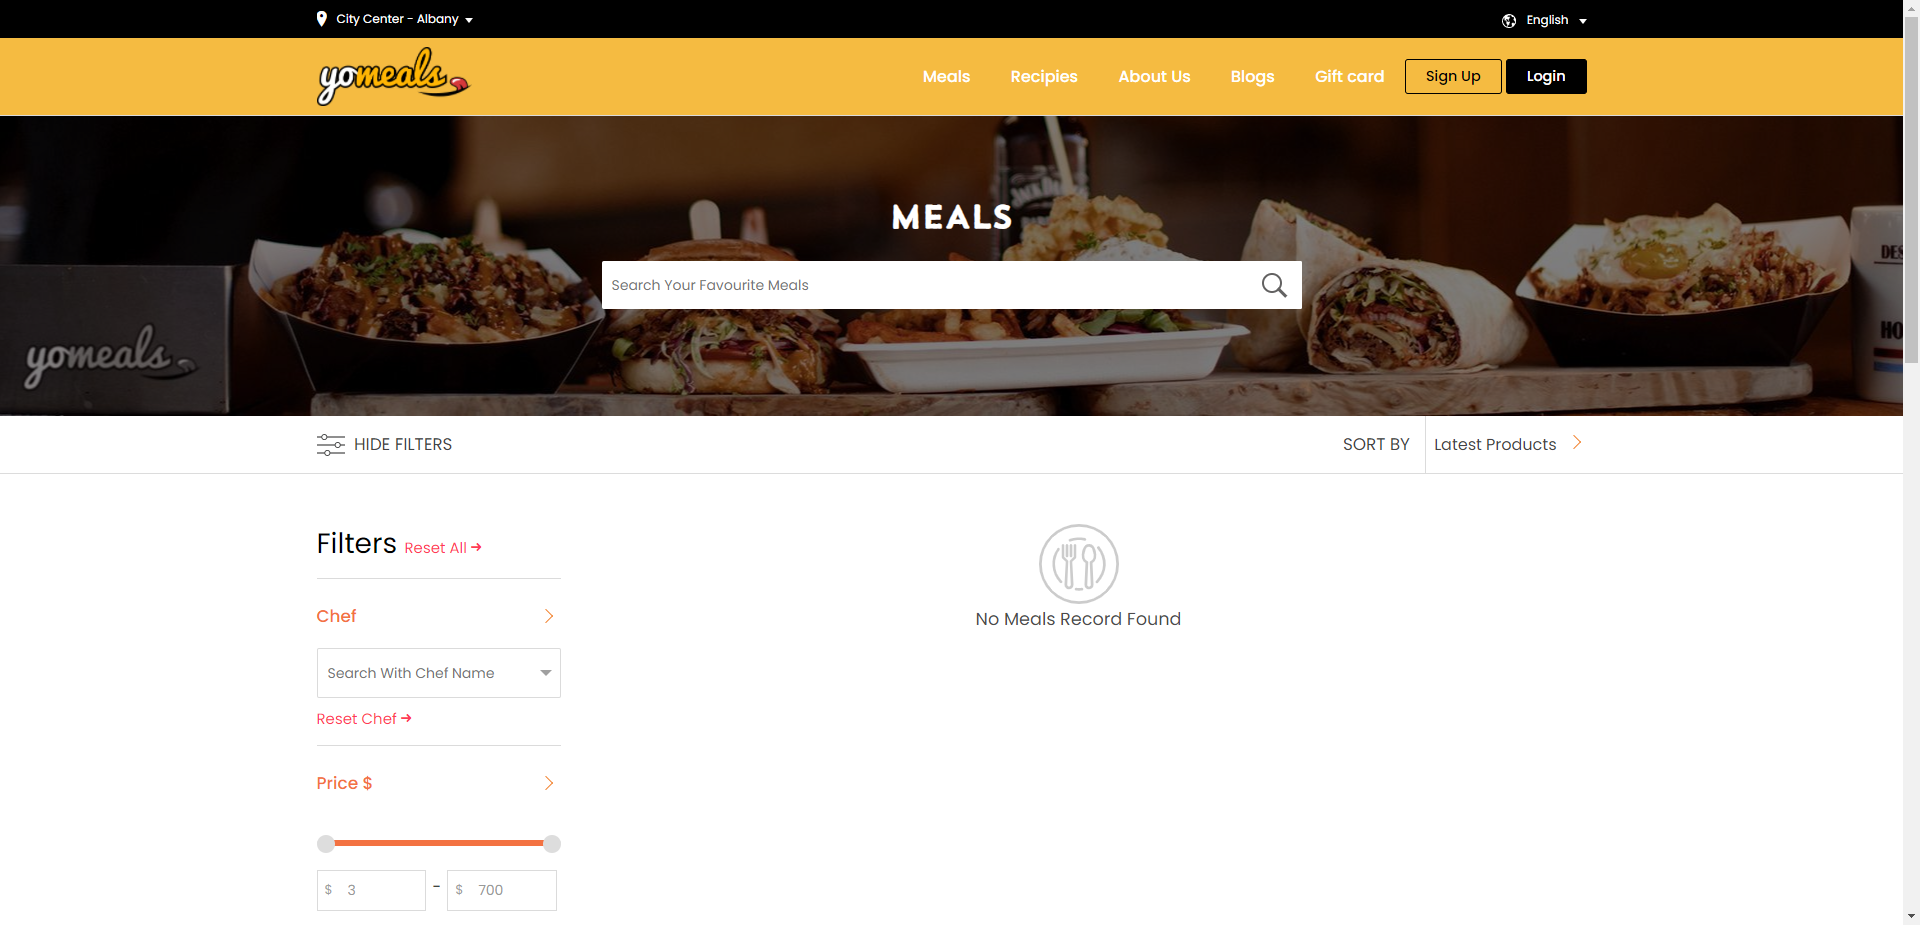 City Center - Albany
English
yomeals
Meals
Recipies
About Us
Blogs
Gift card
Sign Up
Login
MEALS
Search Your Favourite Meals
yomeals
HIDE FILTERS
SORT BY
Latest Products
Filters
Reset All
No Meals Record Found
Chef
Search With Chef Name
Reset Chef
Price $
$ 3 - $ 700